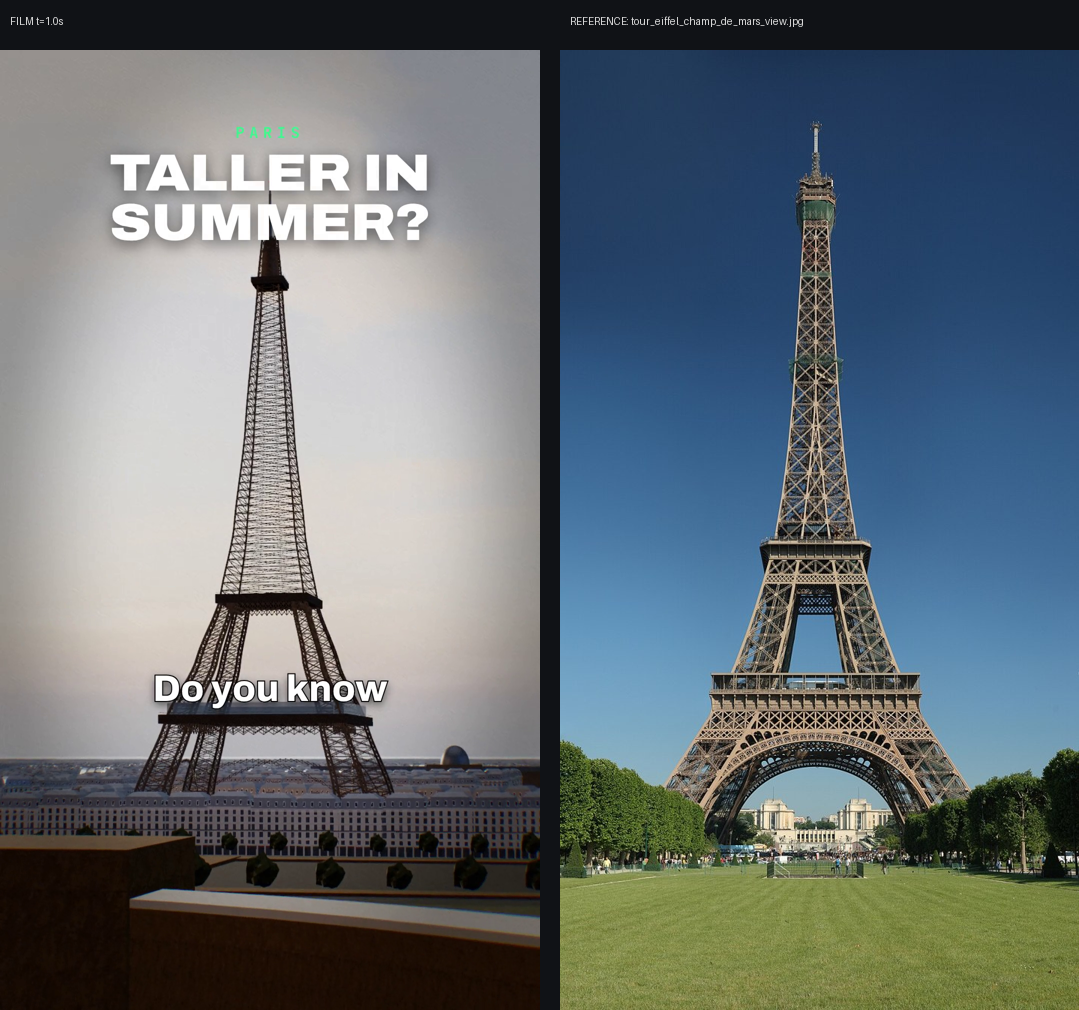 FILM t=1.0s
REFERENCE: tour_eiffel_champ_de_mars_view.jpg
PARIS
TALLER IN
SUMMER?
Do you know